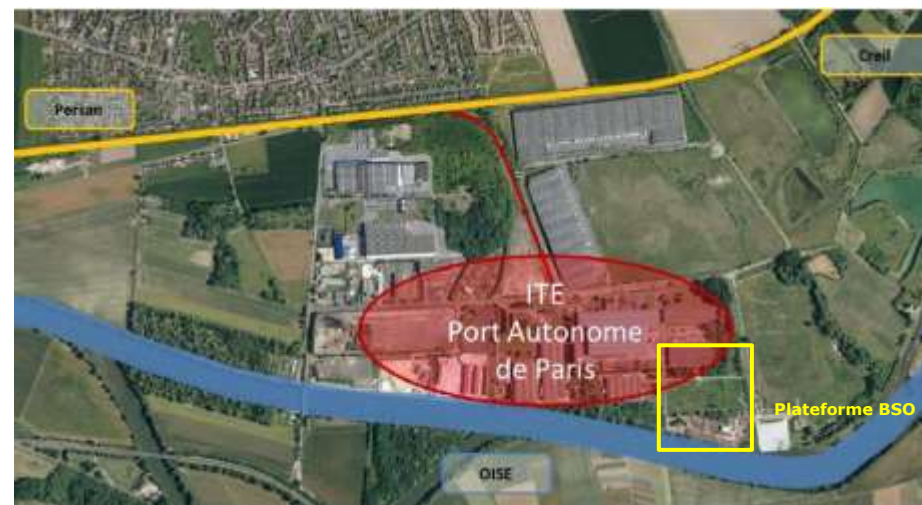 Creil
Persan
ITE
Port Autonome
de Paris
Plateforme BSO
OISE